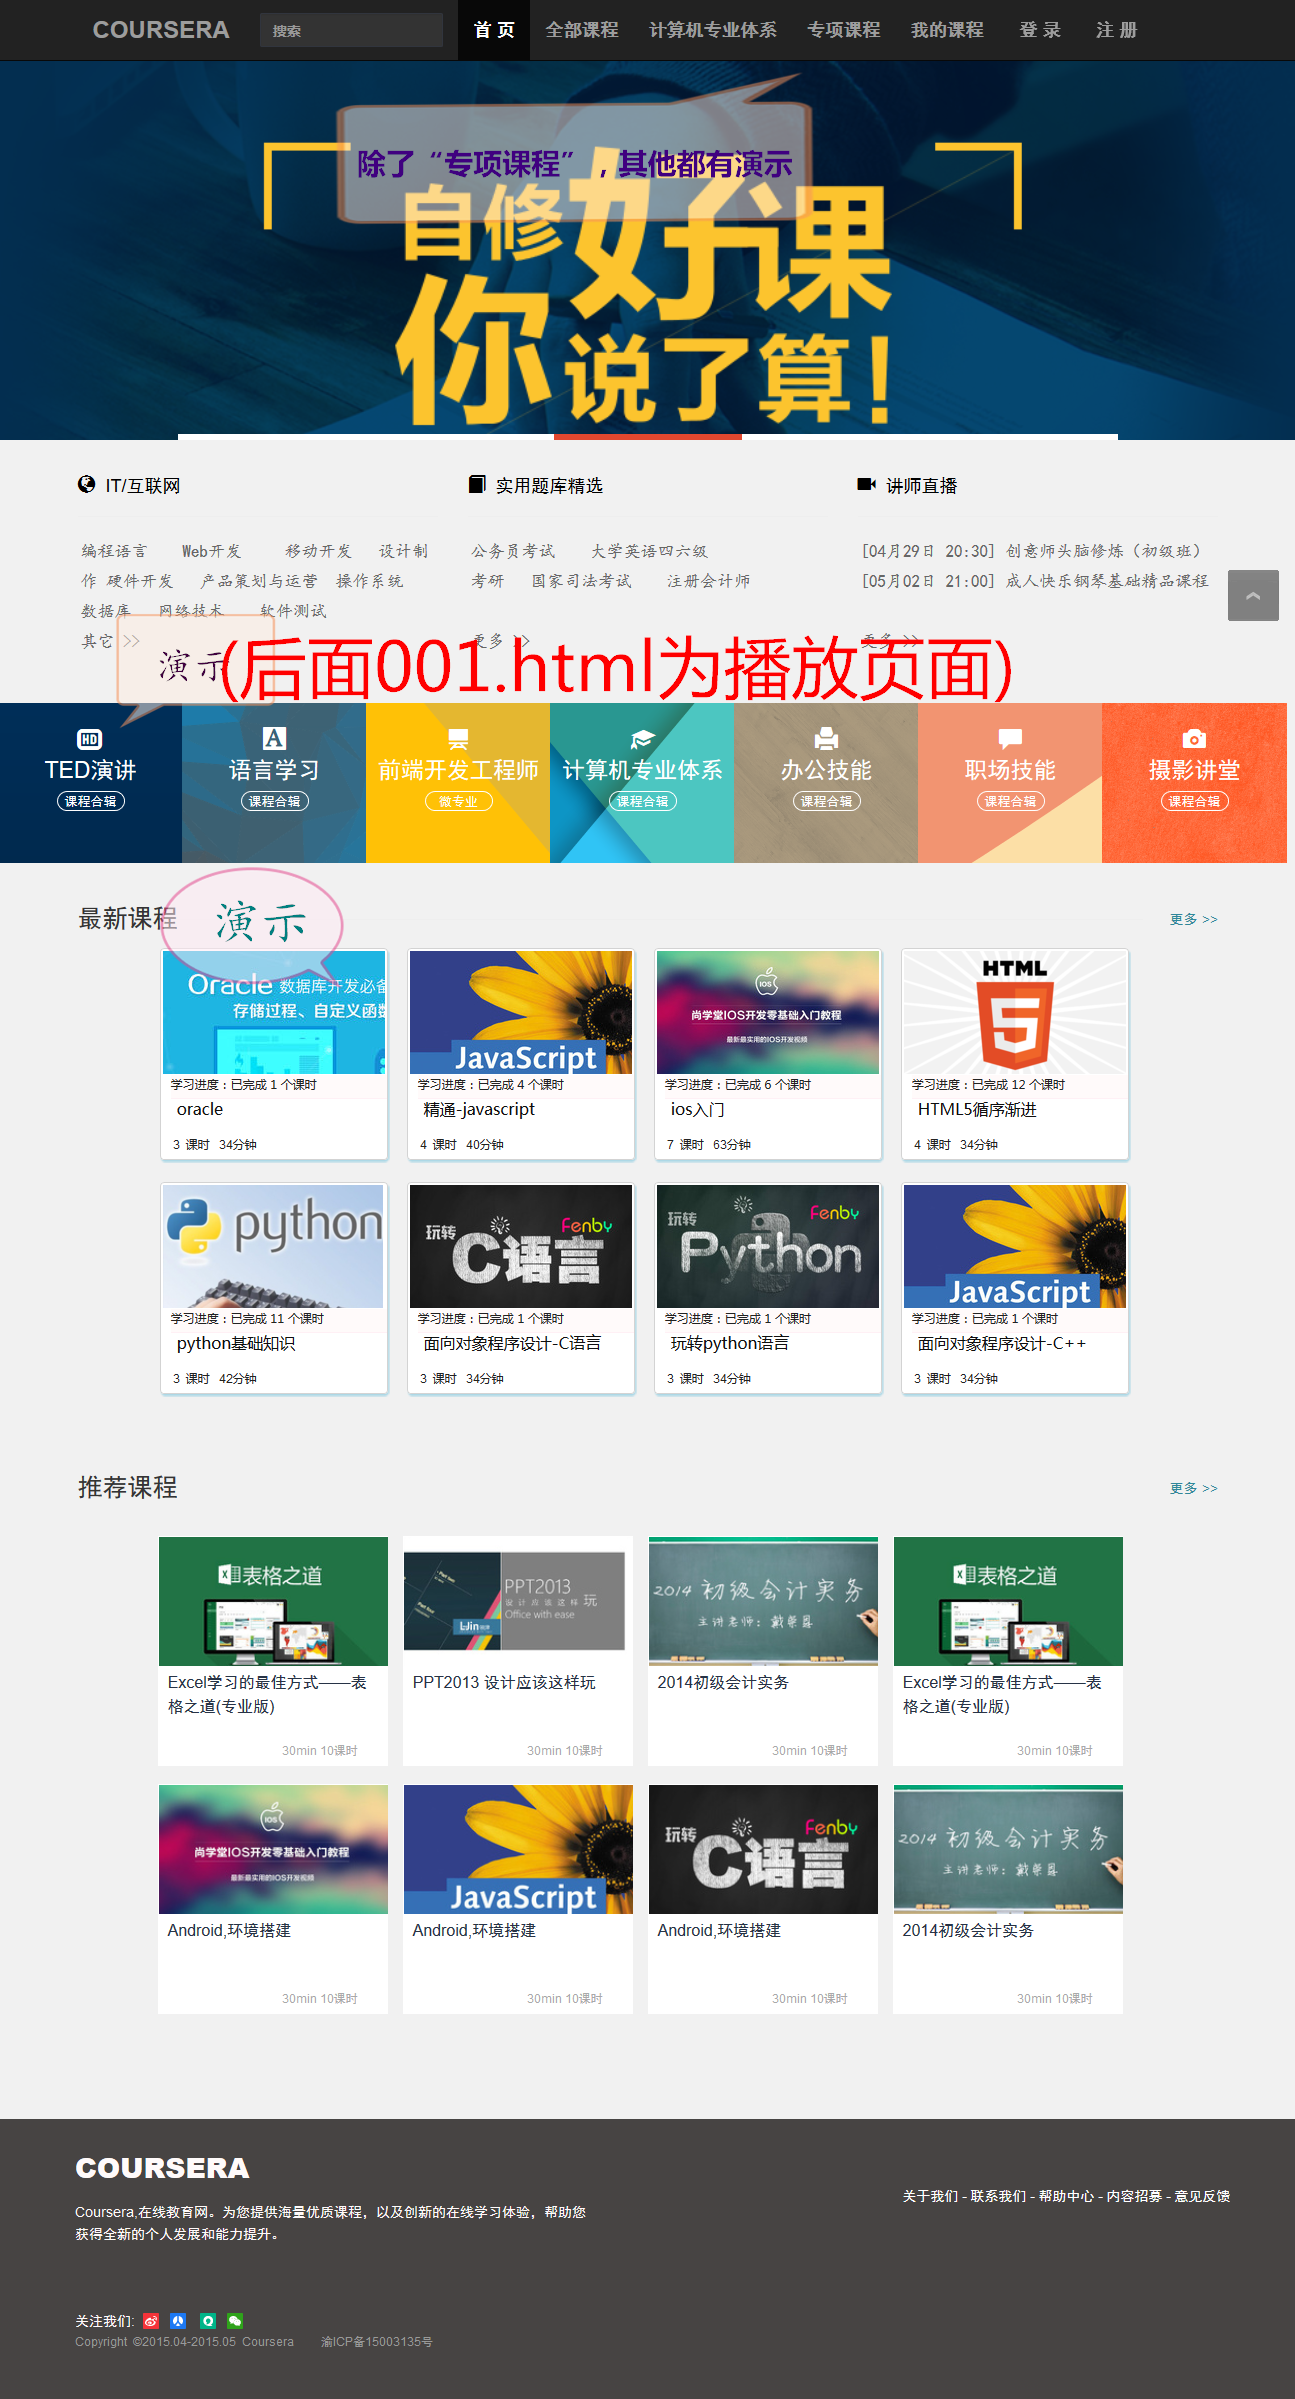 COURSERA 搜索 首 页 全部课程 计算机专业体系 专项课程 我的课程 登 录 注 册
除了“专项课程”，其他都有演示
自修好课
你说了算！
IT/互联网
编程语言 Web开发 移动开发 设计制
作 硬件开发 产品策划与运营 操作系统
数据库 网络技术 软件测试
其它 >>
实用题库精选
公务员考试 大学英语四六级
考研 国家司法考试 注册会计师
更多 >>
讲师直播
[04月29日 20:30] 创意师头脑修炼（初级班）
[05月02日 21:00] 成人快乐钢琴基础精品课程
更多 >>
演示
(后面001.html为播放页面)
HD
TED演讲
课程合辑
A
语言学习
课程合辑
前端开发工程师
微专业
计算机专业体系
课程合辑
办公技能
课程合辑
职场技能
课程合辑
摄影讲堂
课程合辑
最新课程
演示
更多 >>
Oracle 数据库开发必备
存储过程、自定义函数
学习进度：已完成 1 个课时
oracle
3 课时 34分钟
JavaScript
学习进度：已完成 4 个课时
精通-javascript
4 课时 40分钟
iOS
尚学堂IOS开发零基础入门教程
最新最实用的IOS开发视频
学习进度：已完成 6 个课时
ios入门
7 课时 63分钟
HTML
5
学习进度：已完成 12 个课时
HTML5循序渐进
4 课时 34分钟
python
学习进度：已完成 11 个课时
python基础知识
3 课时 42分钟
玩转 Fenby
C语言
学习进度：已完成 1 个课时
面向对象程序设计-C语言
3 课时 34分钟
玩转 Fenby
Python
学习进度：已完成 1 个课时
玩转python语言
3 课时 34分钟
JavaScript
学习进度：已完成 1 个课时
面向对象程序设计-C++
3 课时 34分钟
推荐课程
更多 >>
表格之道
Excel学习的最佳方式——表
格之道(专业版)
30min 10课时
PPT2013
设计应该这样 玩
Office with ease
PPT2013 设计应该这样玩
30min 10课时
2014 初级会计实务
主讲老师：戴荣晨
2014初级会计实务
30min 10课时
表格之道
Excel学习的最佳方式——表
格之道(专业版)
30min 10课时
iOS
尚学堂IOS开发零基础入门教程
最新最实用的IOS开发视频
Android,环境搭建
30min 10课时
JavaScript
Android,环境搭建
30min 10课时
玩转 Fenby
C语言
Android,环境搭建
30min 10课时
2014 初级会计实务
主讲老师：戴荣晨
2014初级会计实务
30min 10课时
COURSERA
Coursera,在线教育网。为您提供海量优质课程，以及创新的在线学习体验，帮助您
获得全新的个人发展和能力提升。
关于我们 - 联系我们 - 帮助中心 - 内容招募 - 意见反馈
关注我们:
Copyright ©2015.04-2015.05 Coursera 渝ICP备15003135号